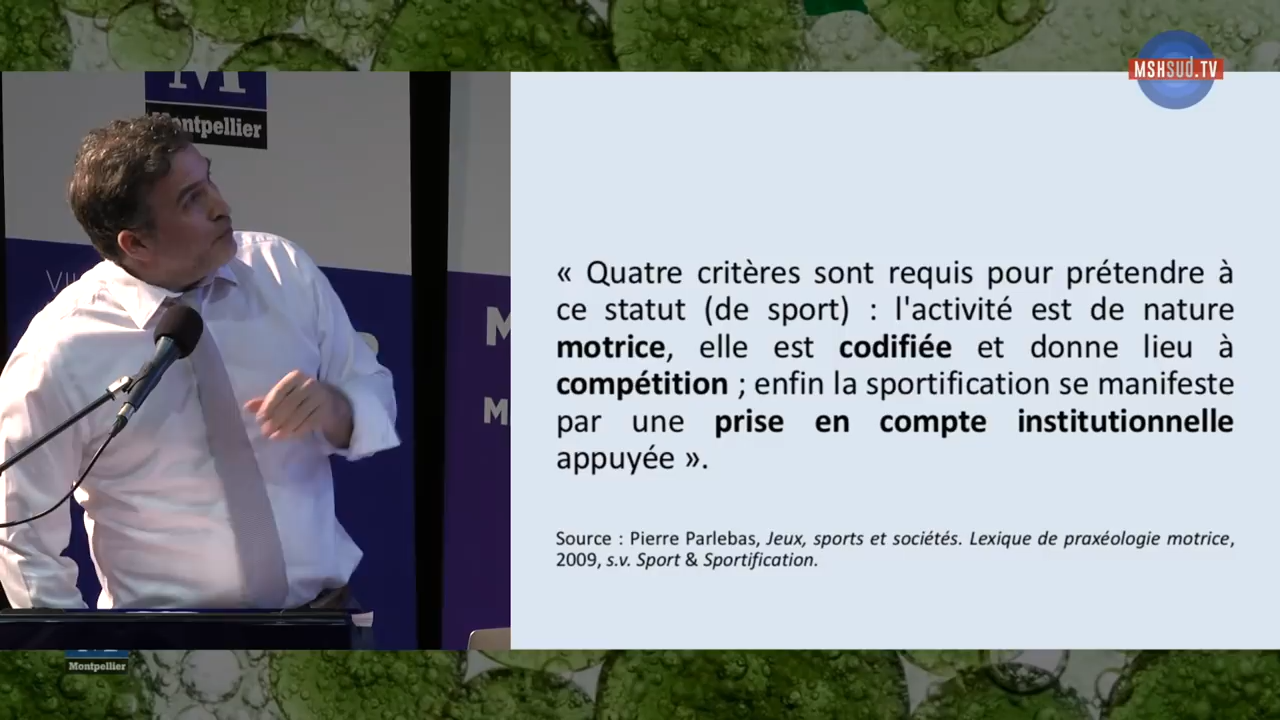 MSHSUD.TV
M
Montpellier
VI
M
M
« Quatre critères sont requis pour prétendre à
ce statut (de sport) : l'activité est de nature
motrice, elle est codifiée et donne lieu à
compétition ; enfin la sportification se manifeste
par une prise en compte institutionnelle
appuyée ».
Source : Pierre Parlebas, Jeux, sports et sociétés. Lexique de praxéologie motrice,
2009, s.v. Sport & Sportification.
Montpellier